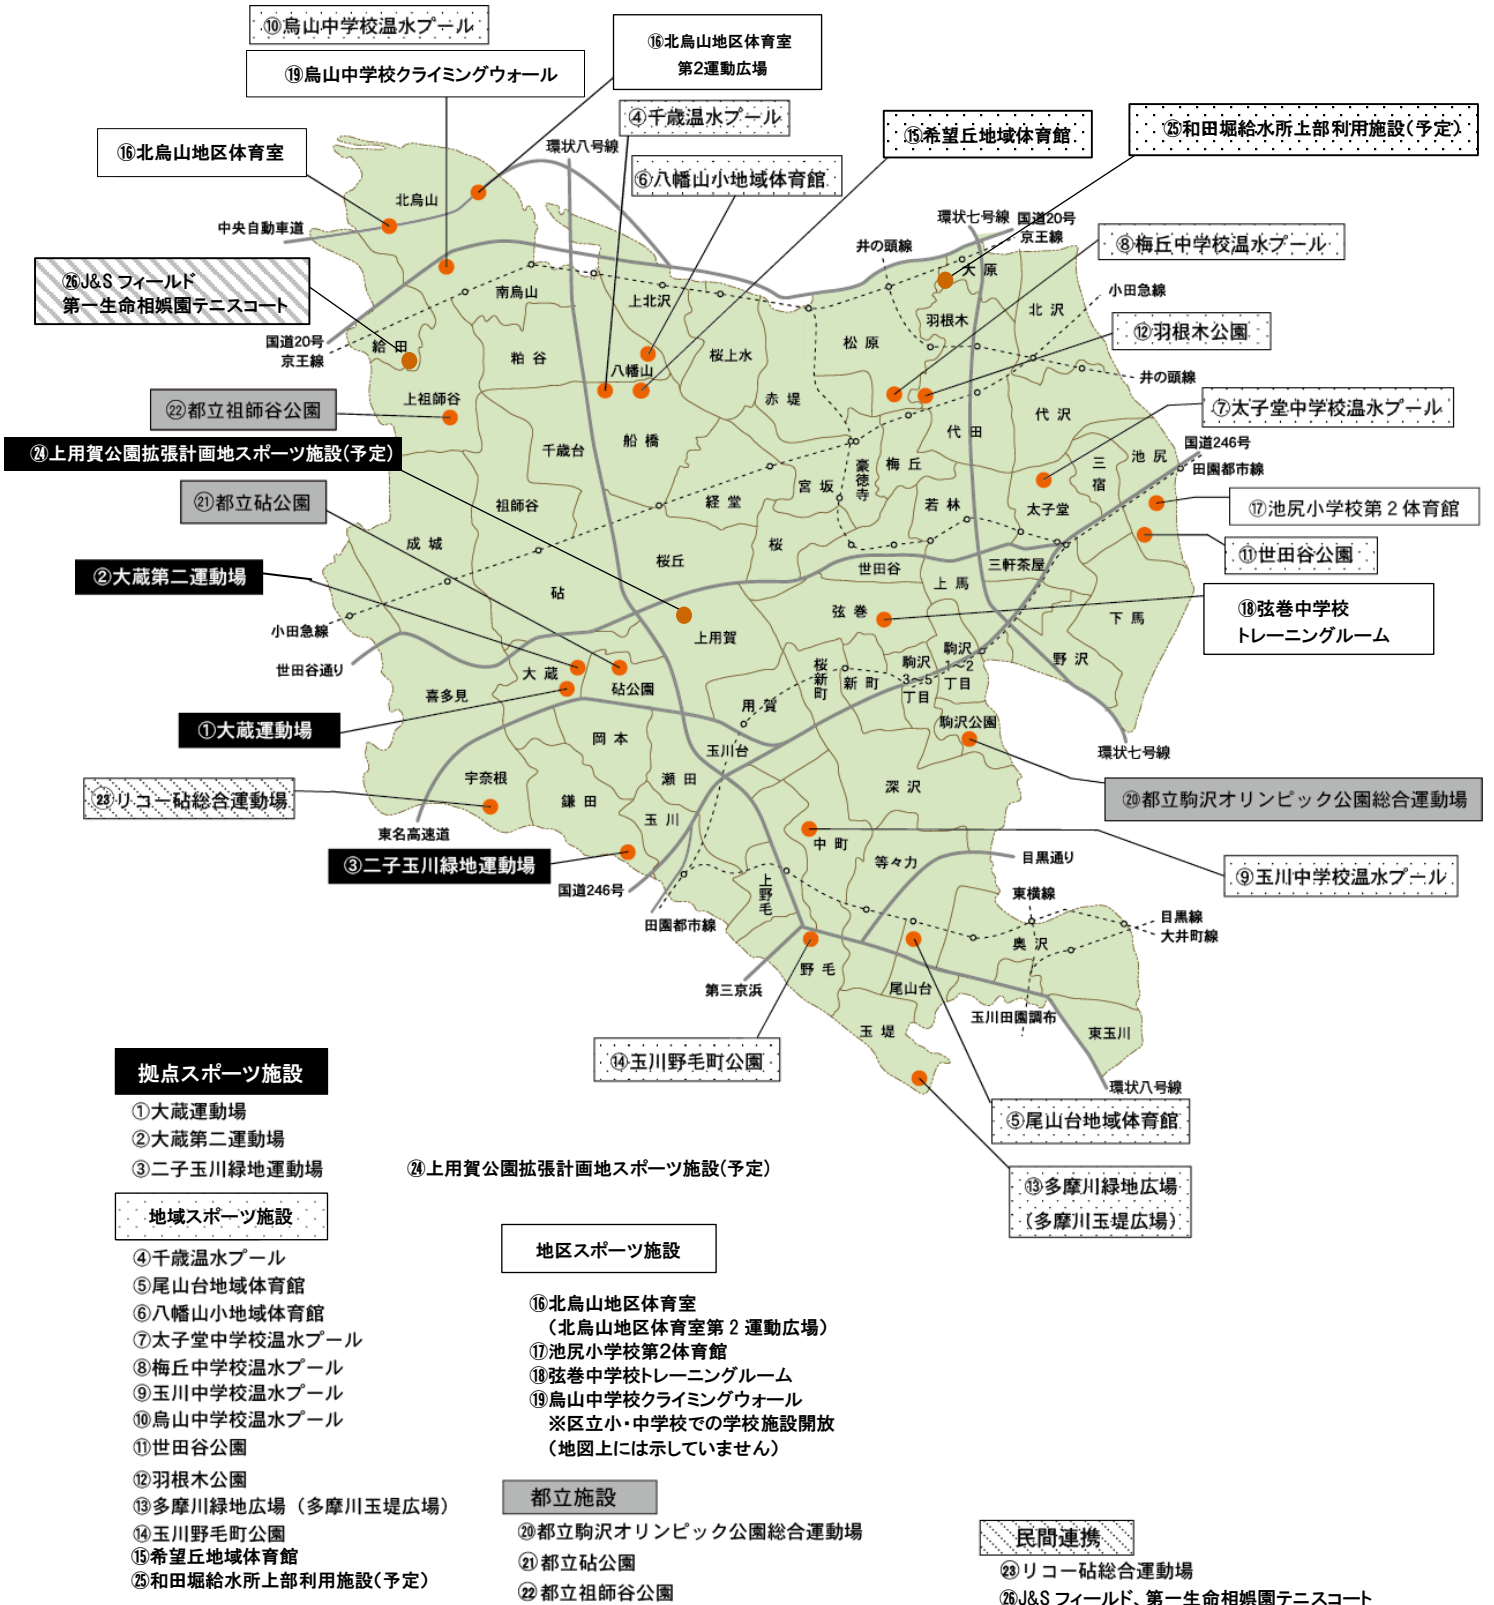 ⑩烏山中学校温水プール
⑲烏山中学校クライミングウォール
⑯北烏山地区体育室
第2運動広場
④千歳温水プール
⑮希望丘地域体育館
㉕和田堀給水所上部利用施設(予定)
⑯北烏山地区体育室
環状八号線
⑥八幡山小地域体育館
北烏山
中央自動車道
環状七号線
国道20号
京王線
井の頭線
⑧梅丘中学校温水プール
㉖J&S フィールド
第一生命相娯園テニスコート
南烏山
上北沢
大原
小田急線
北沢
羽根木
⑫羽根木公園
国道20号
京王線
給田
粕谷
八幡山
桜上水
松原
井の頭線
㉒都立祖師谷公園
上祖師谷
赤堤
⑦太子堂中学校温水プール
代沢
代田
国道246号
㉔上用賀公園拡張計画地スポーツ施設(予定)
千歳台
船橋
池尻
田園都市線
三宿
梅丘
豪徳寺
宮坂
㉑都立砧公園
祖師谷
経堂
若林
太子堂
⑰池尻小学校第2体育館
成城
桜
桜丘
世田谷
三軒茶屋
⑪世田谷公園
②大蔵第二運動場
砧
上馬
弦巻
下馬
⑱弦巻中学校
トレーニングルーム
小田急線
上用賀
世田谷通り
大蔵
砧公園
桜新町
新町
駒沢
3～5
丁目
駒沢
1～2
丁目
野沢
喜多見
用賀
①大蔵運動場
駒沢公園
岡本
玉川台
環状七号線
宇奈根
瀬田
深沢
㉓リコー砧総合運動場
鎌田
玉川
⑳都立駒沢オリンピック公園総合運動場
東名高速道
中町
③二子玉川緑地運動場
等々力
目黒通り
国道246号
上野毛
⑨玉川中学校温水プール
東横線
田園都市線
目黒線
大井町線
奥沢
野毛
第三京浜
尾山台
玉川田園調布
玉堤
東玉川
⑭玉川野毛町公園
環状八号線
⑤尾山台地域体育館
⑬多摩川緑地広場
(多摩川玉堤広場)
拠点スポーツ施設
①大蔵運動場
②大蔵第二運動場
③二子玉川緑地運動場
㉔上用賀公園拡張計画地スポーツ施設(予定)
地域スポーツ施設
④千歳温水プール
⑤尾山台地域体育館
⑥八幡山小地域体育館
⑦太子堂中学校温水プール
⑧梅丘中学校温水プール
⑨玉川中学校温水プール
⑩烏山中学校温水プール
⑪世田谷公園
⑫羽根木公園
⑬多摩川緑地広場（多摩川玉堤広場）
⑭玉川野毛町公園
⑮希望丘地域体育館
㉕和田堀給水所上部利用施設(予定)
地区スポーツ施設
⑯北烏山地区体育室
（北烏山地区体育室第2運動広場）
⑰池尻小学校第2体育館
⑱弦巻中学校トレーニングルーム
⑲烏山中学校クライミングウォール
※区立小・中学校での学校施設開放
（地図上には示していません）
都立施設
⑳都立駒沢オリンピック公園総合運動場
㉑都立砧公園
㉒都立祖師谷公園
民間連携
㉓リコー砧総合運動場
㉖J&S フィールド、第一生命相娯園テニスコート